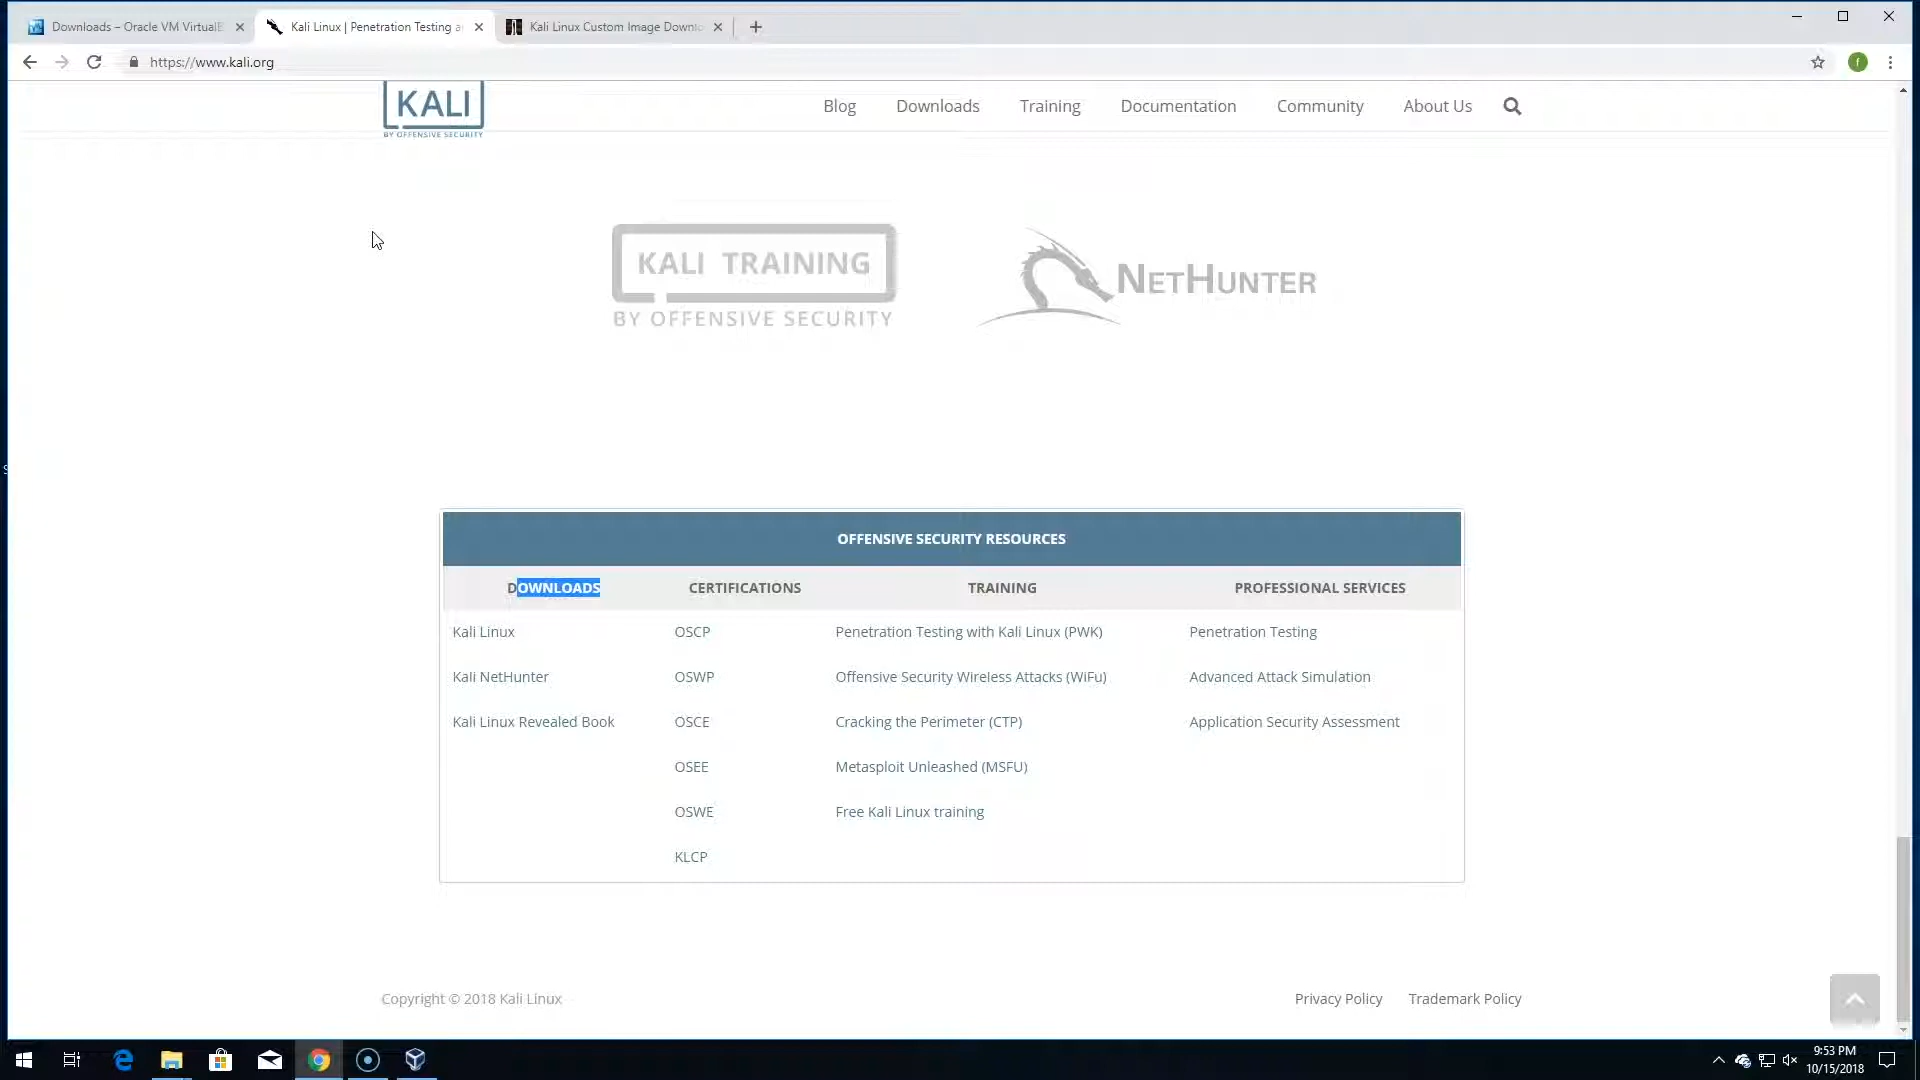 Downloads – Oracle VM VirtualB
Kali Linux | Penetration Testing a
Kali Linux Custom Image Downlo
https://www.kali.org
f
KALI
BY OFFENSIVE SECURITY
Blog
Downloads
Training
Documentation
Community
About Us
KALI TRAINING
BY OFFENSIVE SECURITY
NETHUNTER
OFFENSIVE SECURITY RESOURCES
DOWNLOADS CERTIFICATIONS TRAINING PROFESSIONAL SERVICES
Kali Linux OSCP Penetration Testing with Kali Linux (PWK) Penetration Testing
Kali NetHunter OSWP Offensive Security Wireless Attacks (WiFu) Advanced Attack Simulation
Kali Linux Revealed Book OSCE Cracking the Perimeter (CTP) Application Security Assessment
OSEE Metasploit Unleashed (MSFU)
OSWE Free Kali Linux training
KLCP
Copyright © 2018 Kali Linux
Privacy Policy
Trademark Policy
9:53 PM
10/15/2018